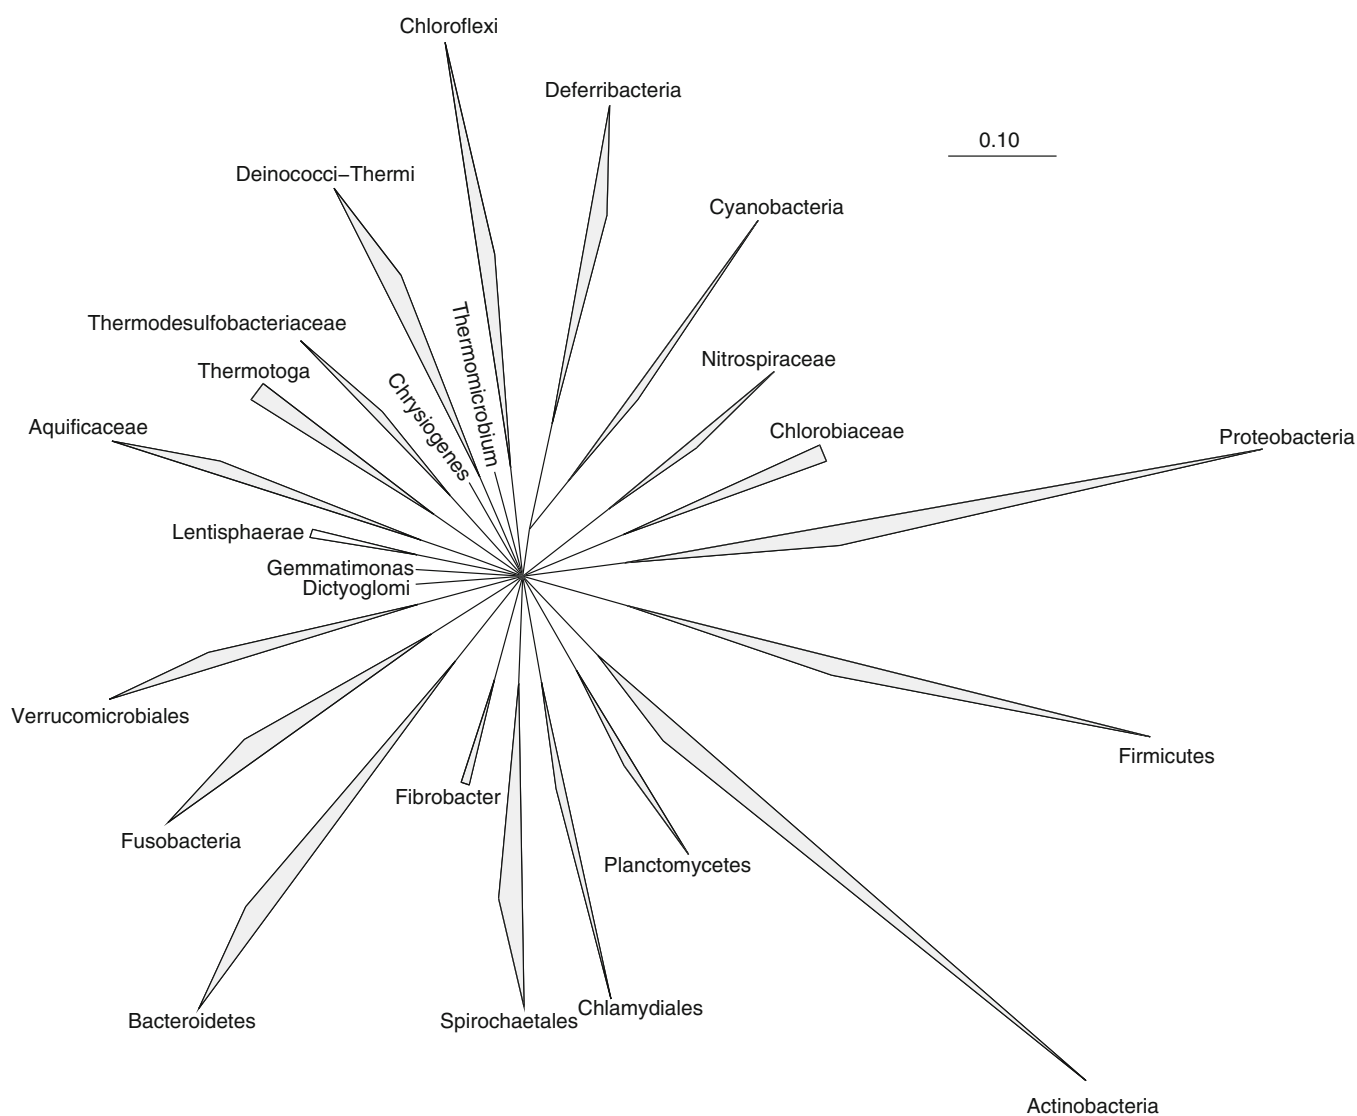 Chloroflexi
Deferribacteria
0.10
Deinococci–Thermi
Cyanobacteria
Thermodesulfobacteriaceae
Thermomicrobium
Nitrospiraceae
Thermotoga
Chrysiogenes
Aquificaceae
Chlorobiaceae
Proteobacteria
Lentisphaerae
Gemmatimonas
Dictyoglomi
Verrucomicrobiales
Firmicutes
Fibrobacter
Fusobacteria
Planctomycetes
Chlamydiales
Bacteroidetes
Spirochaetales
Actinobacteria